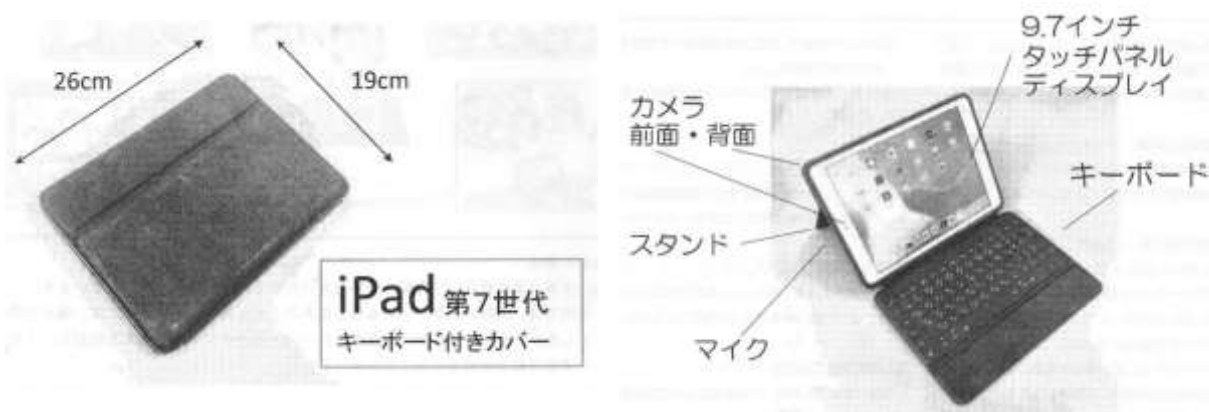 26cm
19cm
iPad 第7世代
キーボード付きカバー
9.7インチ
タッチパネル
ディスプレイ
カメラ
前面・背面
キーボード
スタンド
マイク